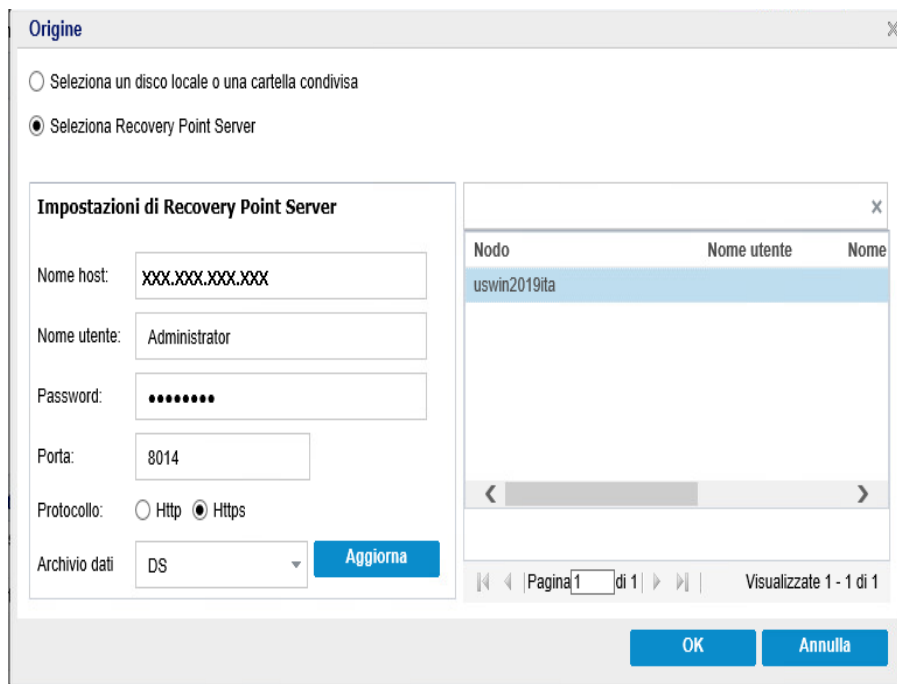 Origine
Seleziona un disco locale o una cartella condivisa
Seleziona Recovery Point Server
Impostazioni di Recovery Point Server
Nome host: XXX.XXX.XXX.XXX
Nome utente: Administrator
Password: ••••••••
Porta: 8014
Protocollo: Http Https
Archivio dati DS Aggiorna
Nodo Nome utente Nome
uswin2019ita
Pagina 1 di 1 Visualizzate 1 - 1 di 1
OK Annulla